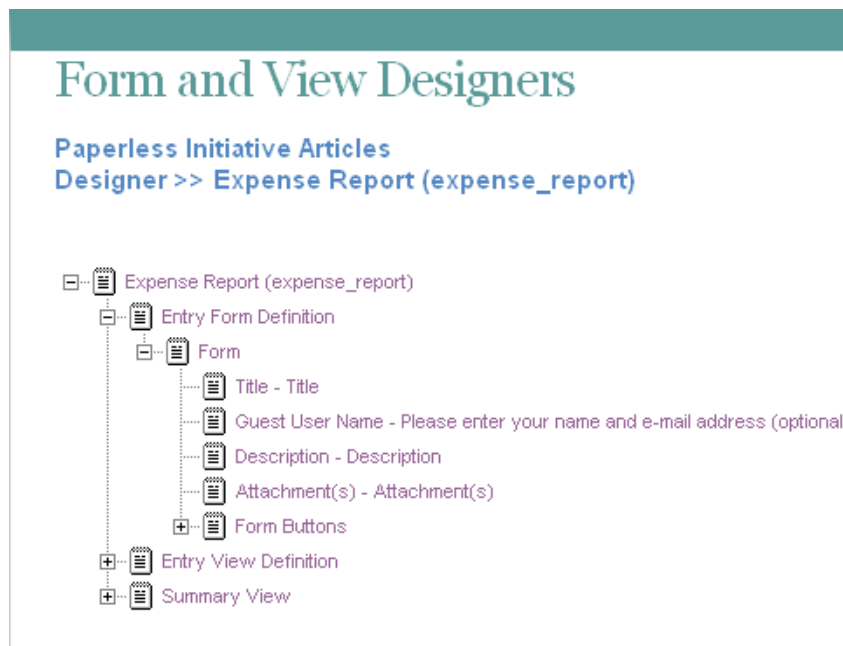 Form and View Designers
Paperless Initiative Articles
Designer >> Expense Report (expense_report)
Expense Report (expense_report)
Entry Form Definition
Form
Title - Title
Guest User Name - Please enter your name and e-mail address (optional
Description - Description
Attachment(s) - Attachment(s)
Form Buttons
Entry View Definition
Summary View